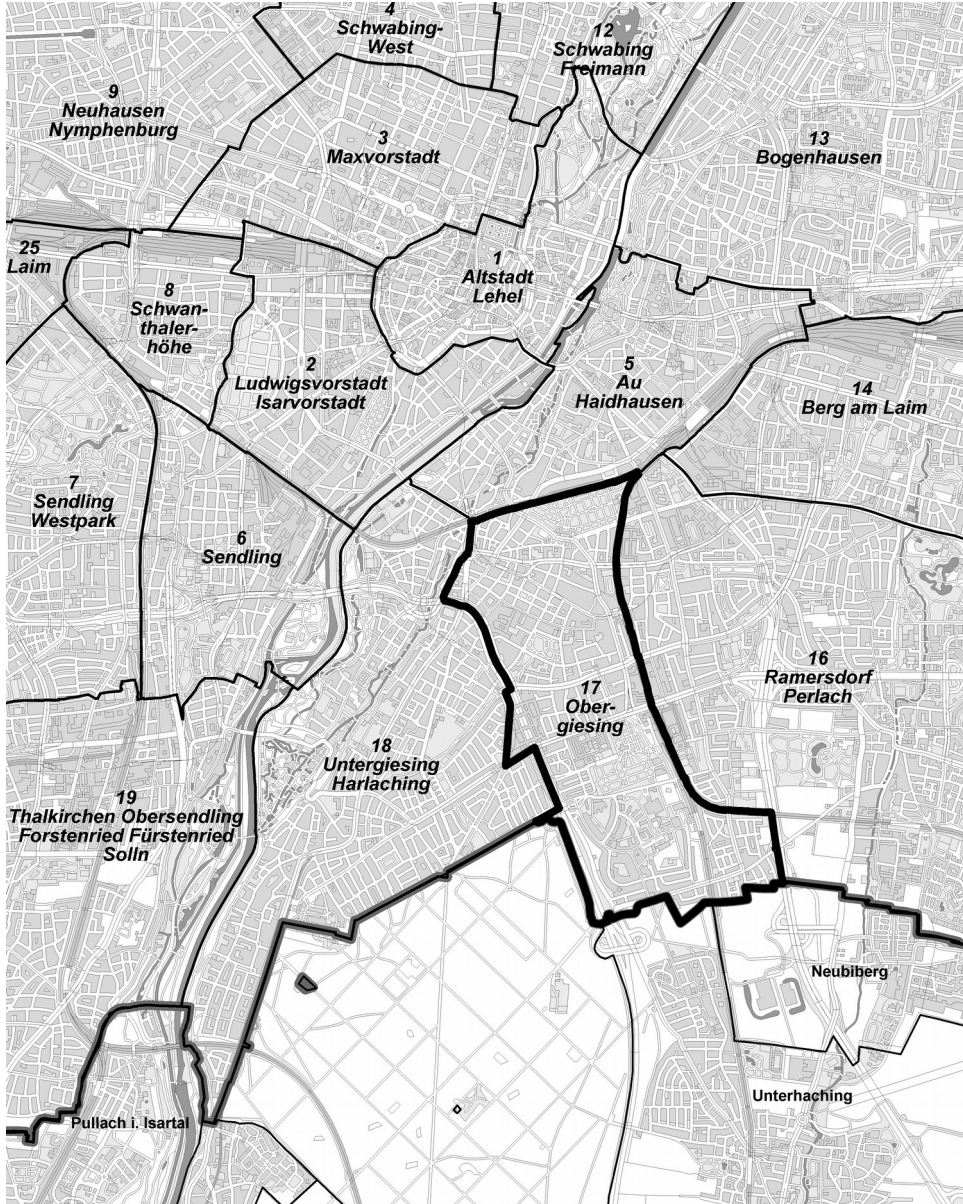 4
Schwabing-
West
12
Schwabing
Freimann
9
Neuhausen
Nymphenburg
3
Maxvorstadt
13
Bogenhausen
25
Laim
1
Altstadt
Lehel
8
Schwan-
thaler-
höhe
2
Ludwigsvorstadt
Isarvorstadt
5
Au
Haidhausen
14
Berg am Laim
7
Sendling
Westpark
6
Sendling
16
Ramersdorf
Perlach
17
Ober-
giesing
18
Untergiesing
Harlaching
19
Thalkirchen Obersendling
Forstenried Fürstenried
Solln
Neubiberg
Unterhaching
Pullach i. Isartal